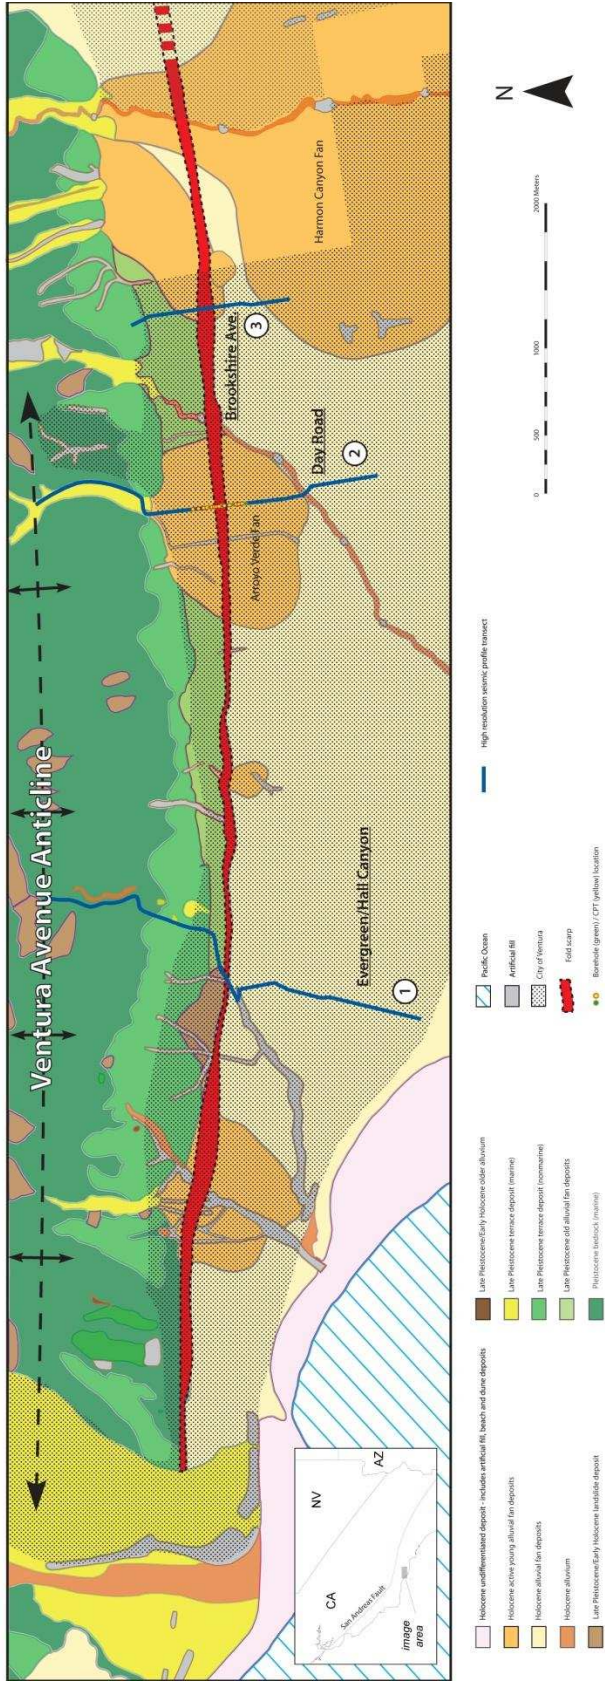 Ventura Avenue Anticline
Harmon Canyon Fan
Brookshire Ave.
3
Day Road
2
Arroyo Verde Fan
Evergreen/Hall Canyon
1
CA
NV
AZ
San Andreas Fault
image
area
N
0
500
1000
2000 Meters
Holocene undifferentiated deposit - includes artificial fill, beach and dune deposits
Holocene active young alluvial fan deposits
Holocene alluvial fan deposits
Holocene alluvium
Late Pleistocene/Early Holocene landslide deposit
Late Pleistocene/Early Holocene older alluvium
Late Pleistocene terrace deposit (marine)
Late Pleistocene terrace deposit (nonmarine)
Late Pleistocene old alluvial fan deposits
Pleistocene bedrock (marine)
Pacific Ocean
Artificial fill
City of Ventura
Fold scarp
Borehole (green) / CPT (yellow) location
High resolution seismic profile transect